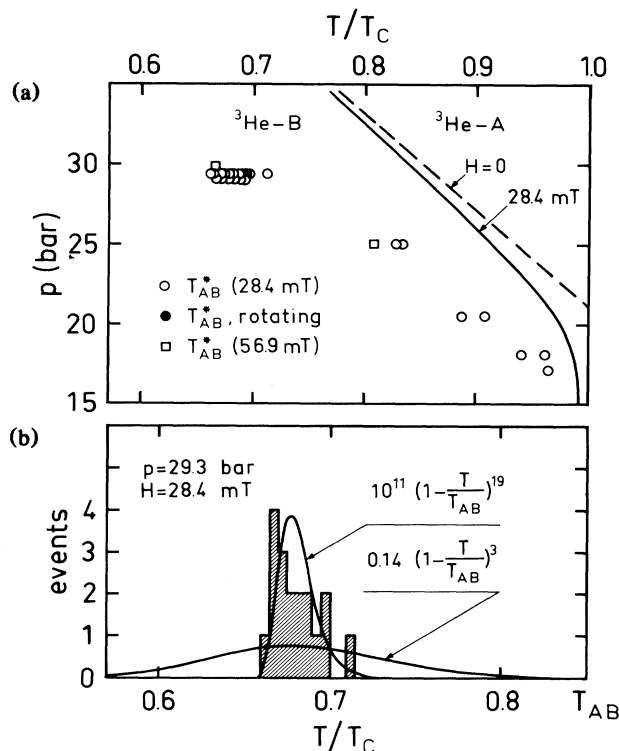 T/T_C
0.6 0.7 0.8 0.9 1.0
(a)
³He-B
³He-A
H=0
28.4 mT
30
25
20
15
p (bar)
○ T*_AB (28.4 mT)
● T*_AB, rotating
□ T*_AB (56.9 mT)
(b)
p=29.3 bar
H=28.4 mT
10¹¹ (1-T/T_AB)¹⁹
0.14 (1-T/T_AB)³
4
3
2
1
0
events
0.6 0.7 0.8 T_AB
T/T_C